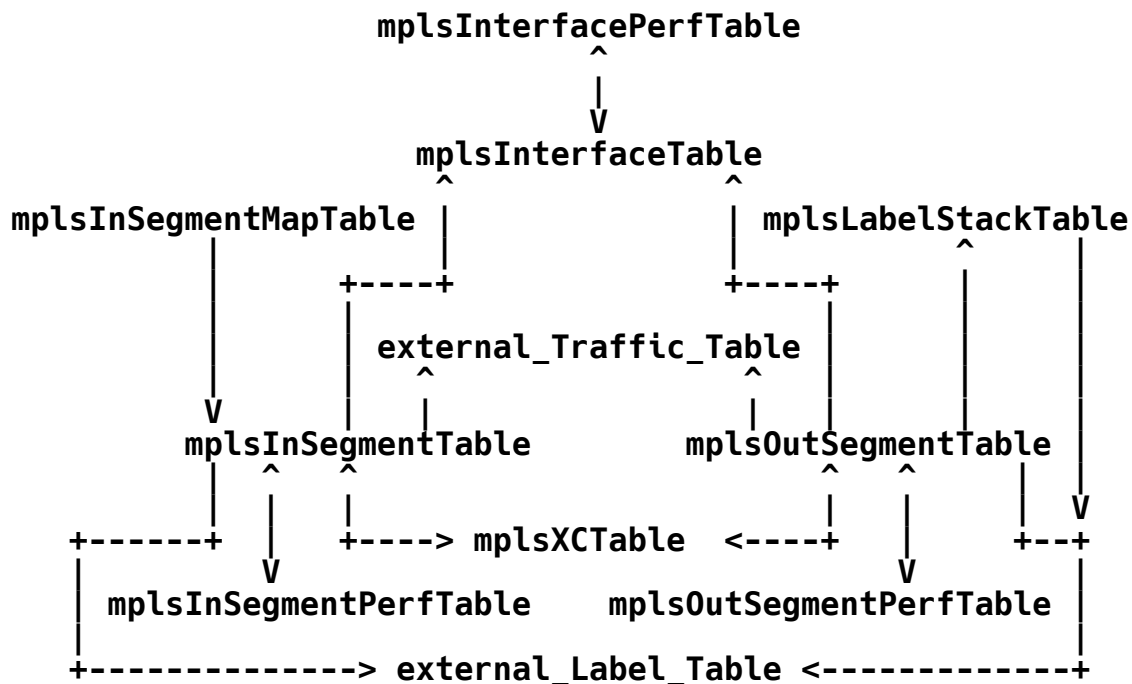 mplsInterfacePerfTable
mplsInterfaceTable
mplsInSegmentMapTable mplsLabelStackTable
external_Traffic_Table
mplsInSegmentTable mplsOutSegmentTable
mplsXCTable
mplsInSegmentPerfTable mplsOutSegmentPerfTable
external_Label_Table